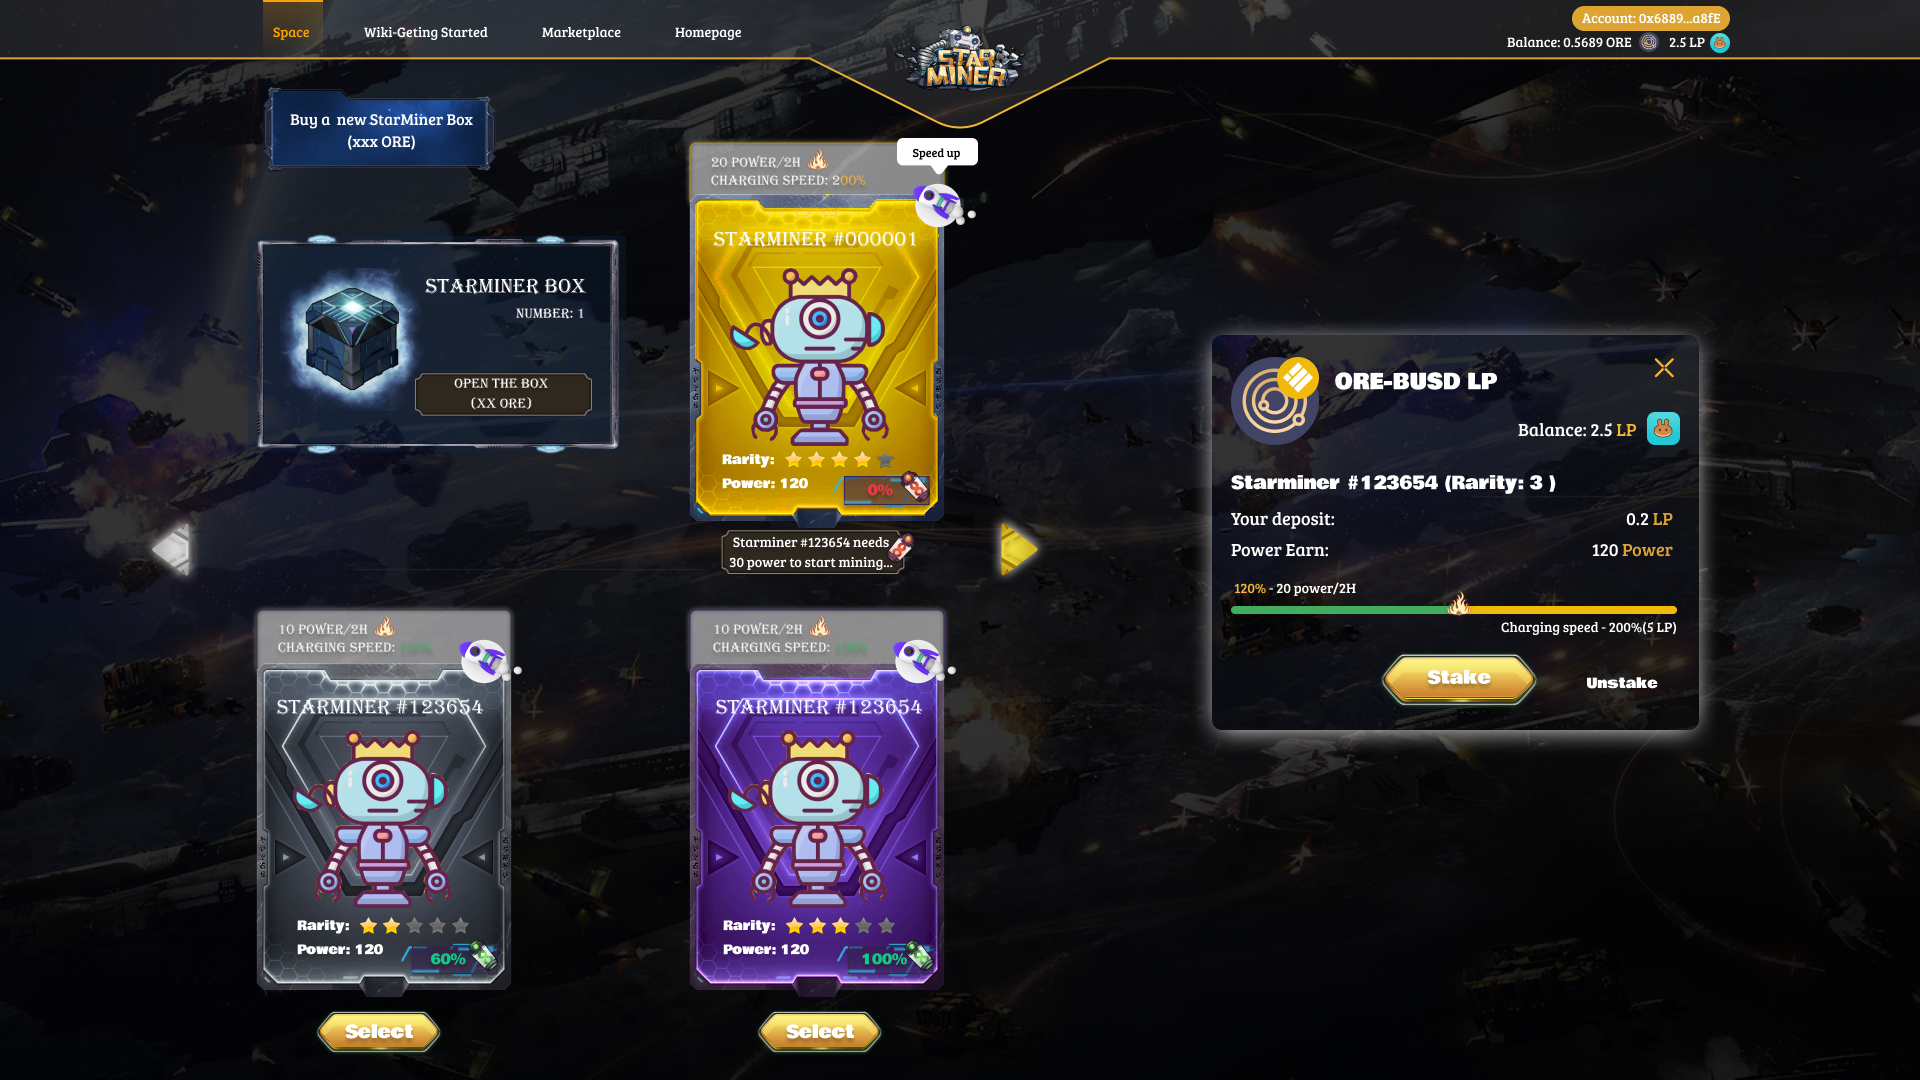 Space
Wiki-Geting Started
Marketplace
Homepage
STAR
MINER
Account: 0x6889...a8fE
Balance: 0.5689 ORE
2.5 LP
Buy a new StarMiner Box
(xxx ORE)
STARMINER BOX
NUMBER: 1
OPEN THE BOX
(XX ORE)
Speed up
20 POWER/2H
CHARGING SPEED: 200%
STARMINER #000001
Rarity:
Power: 120
0%
Starminer #123654 needs
30 power to start mining...
10 POWER/2H
CHARGING SPEED:
STARMINER #123654
Rarity:
Power: 120
60%
Select
10 POWER/2H
CHARGING SPEED:
STARMINER #123654
Rarity:
Power: 120
100%
Select
ORE-BUSD LP
Balance: 2.5 LP
Starminer #123654 (Rarity: 3 )
Your deposit:
0.2 LP
Power Earn:
120 Power
120% - 20 power/2H
Charging speed - 200%(5 LP)
Stake
Unstake